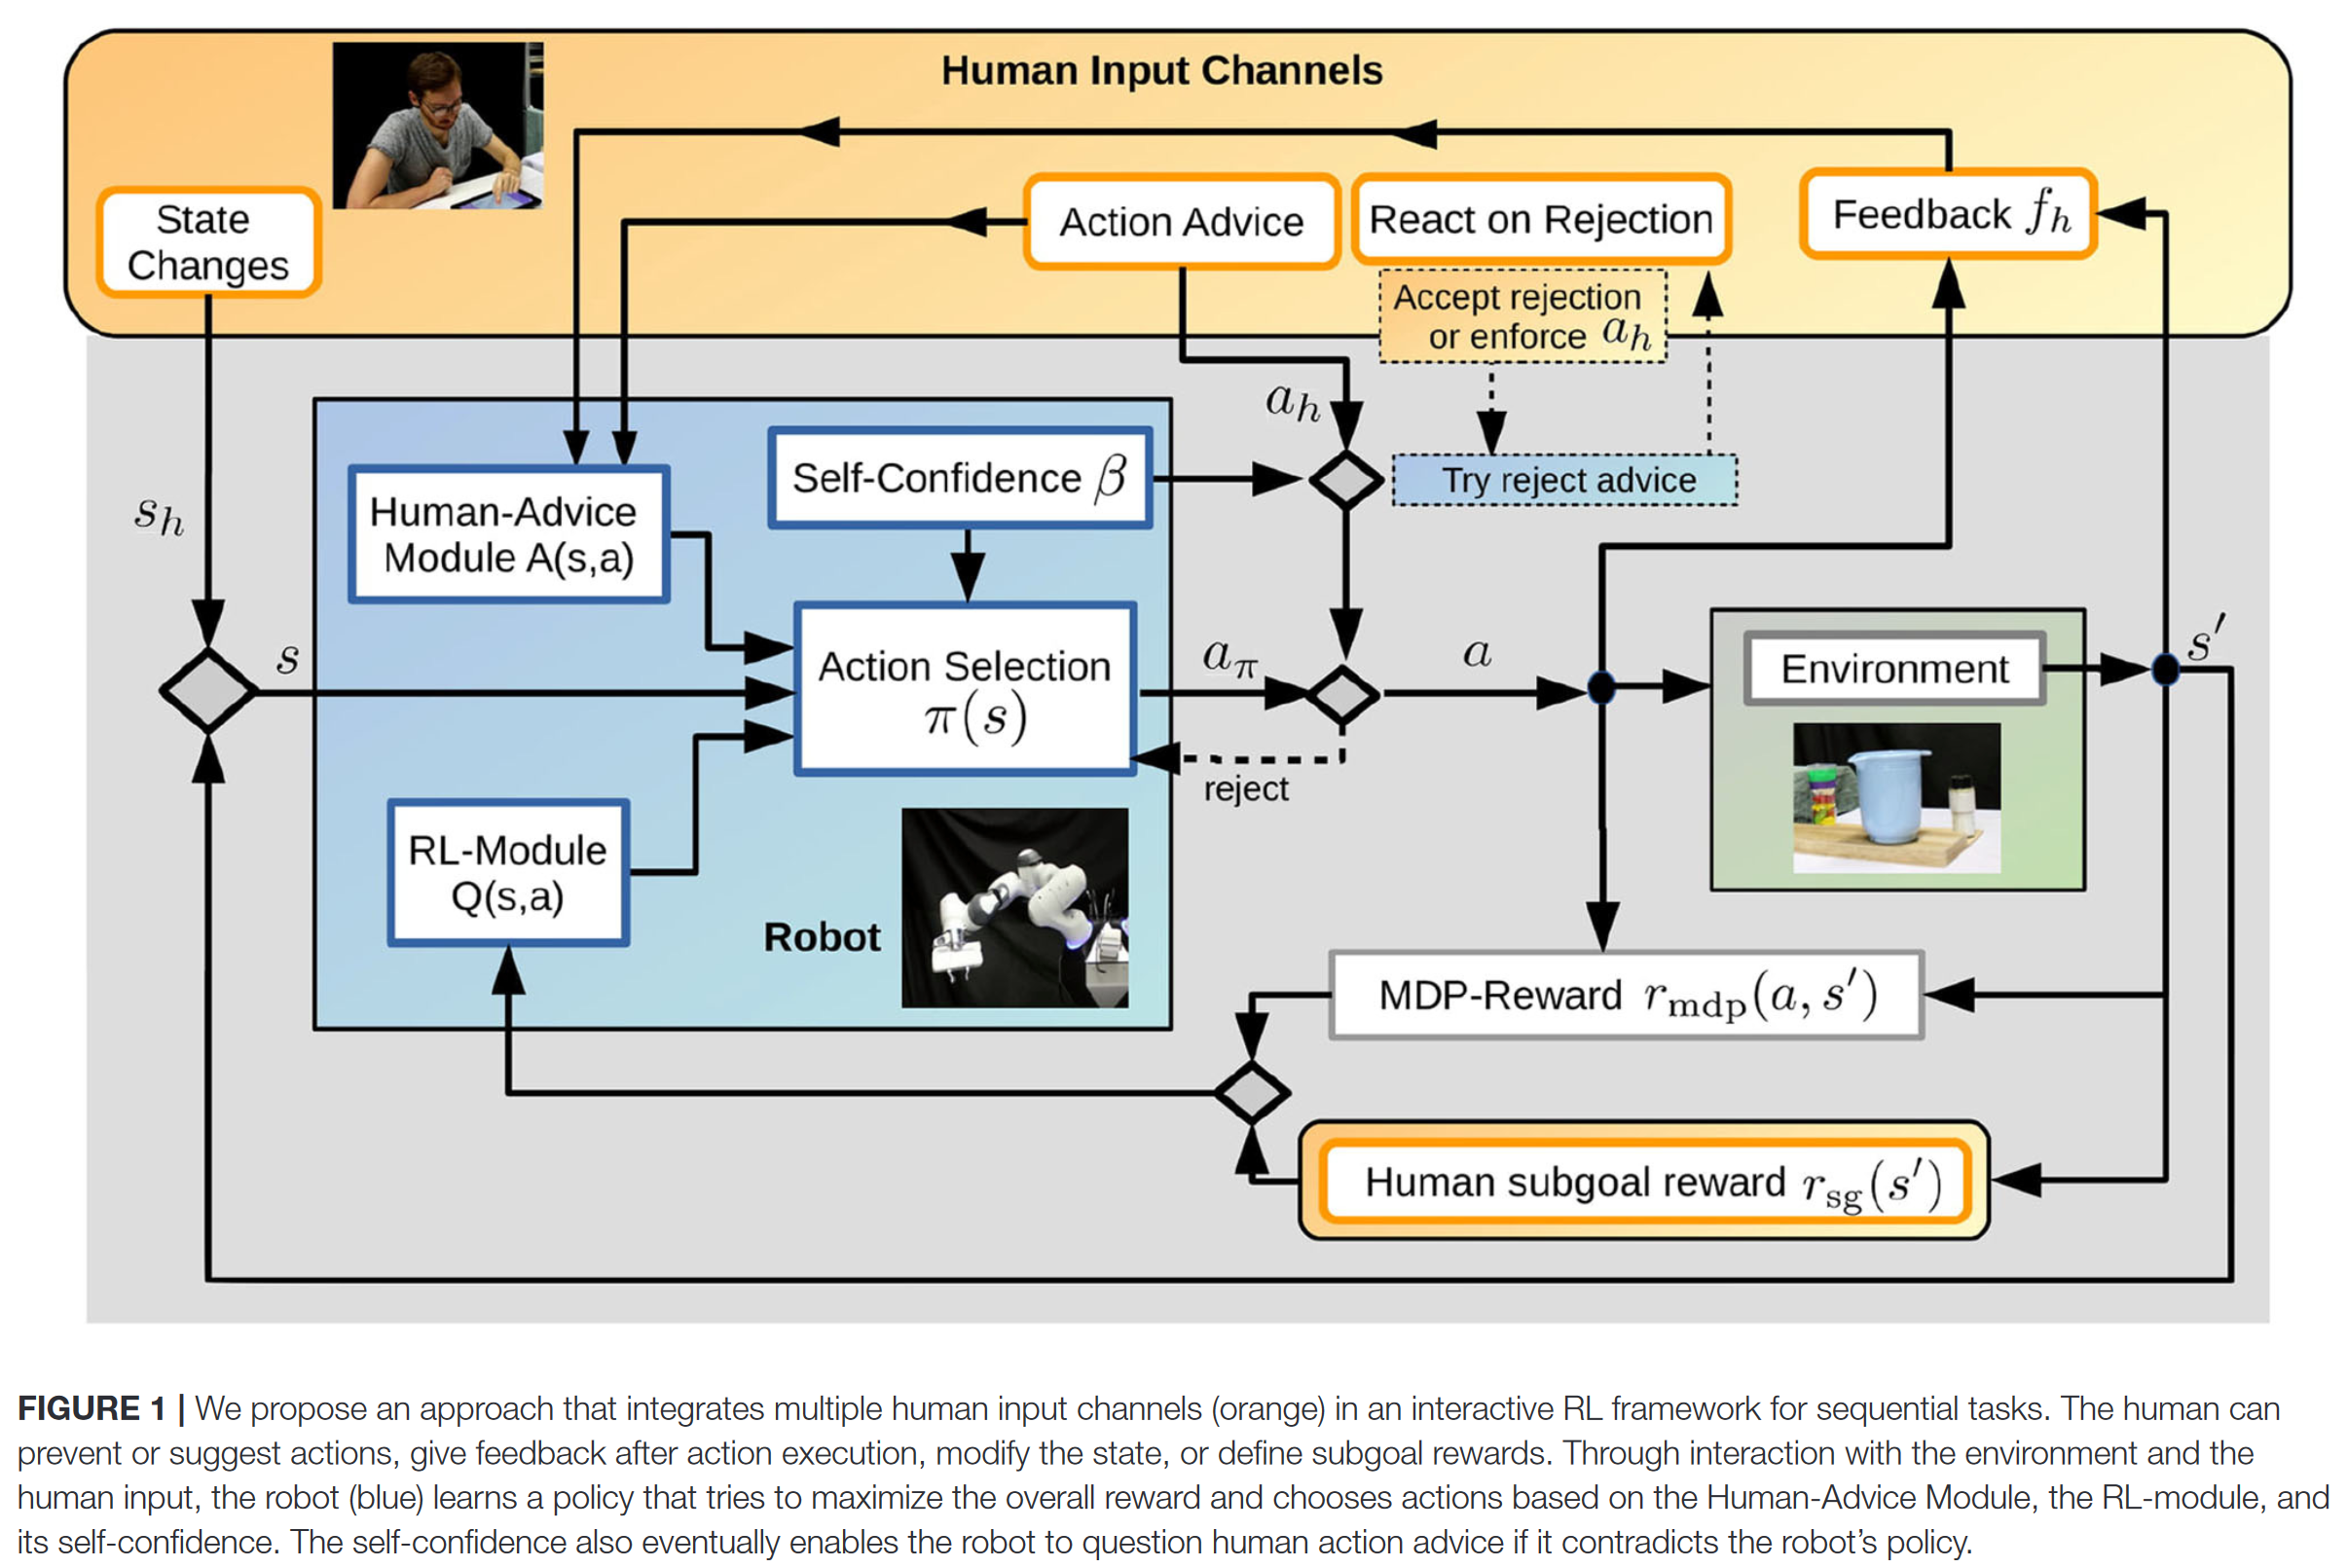 Human Input Channels
State
Changes
Action Advice
React on Rejection
Feedback $f_h$
Accept rejection
or enforce $a_h$
$a_h$
Self-Confidence $\beta$
Try reject advice
Human-Advice
Module A(s,a)
$s_h$
$s$
Action Selection
$\pi(s)$
$a_\pi$
$a$
Environment
$s'$
reject
RL-Module
Q(s,a)
Robot
MDP-Reward $r_{\mathrm{mdp}}(a, s')$
Human subgoal reward $r_{\mathrm{sg}}(s')$
FIGURE 1 | We propose an approach that integrates multiple human input channels (orange) in an interactive RL framework for sequential tasks. The human can
prevent or suggest actions, give feedback after action execution, modify the state, or define subgoal rewards. Through interaction with the environment and the
human input, the robot (blue) learns a policy that tries to maximize the overall reward and chooses actions based on the Human-Advice Module, the RL-module, and
its self-confidence. The self-confidence also eventually enables the robot to question human action advice if it contradicts the robot’s policy.